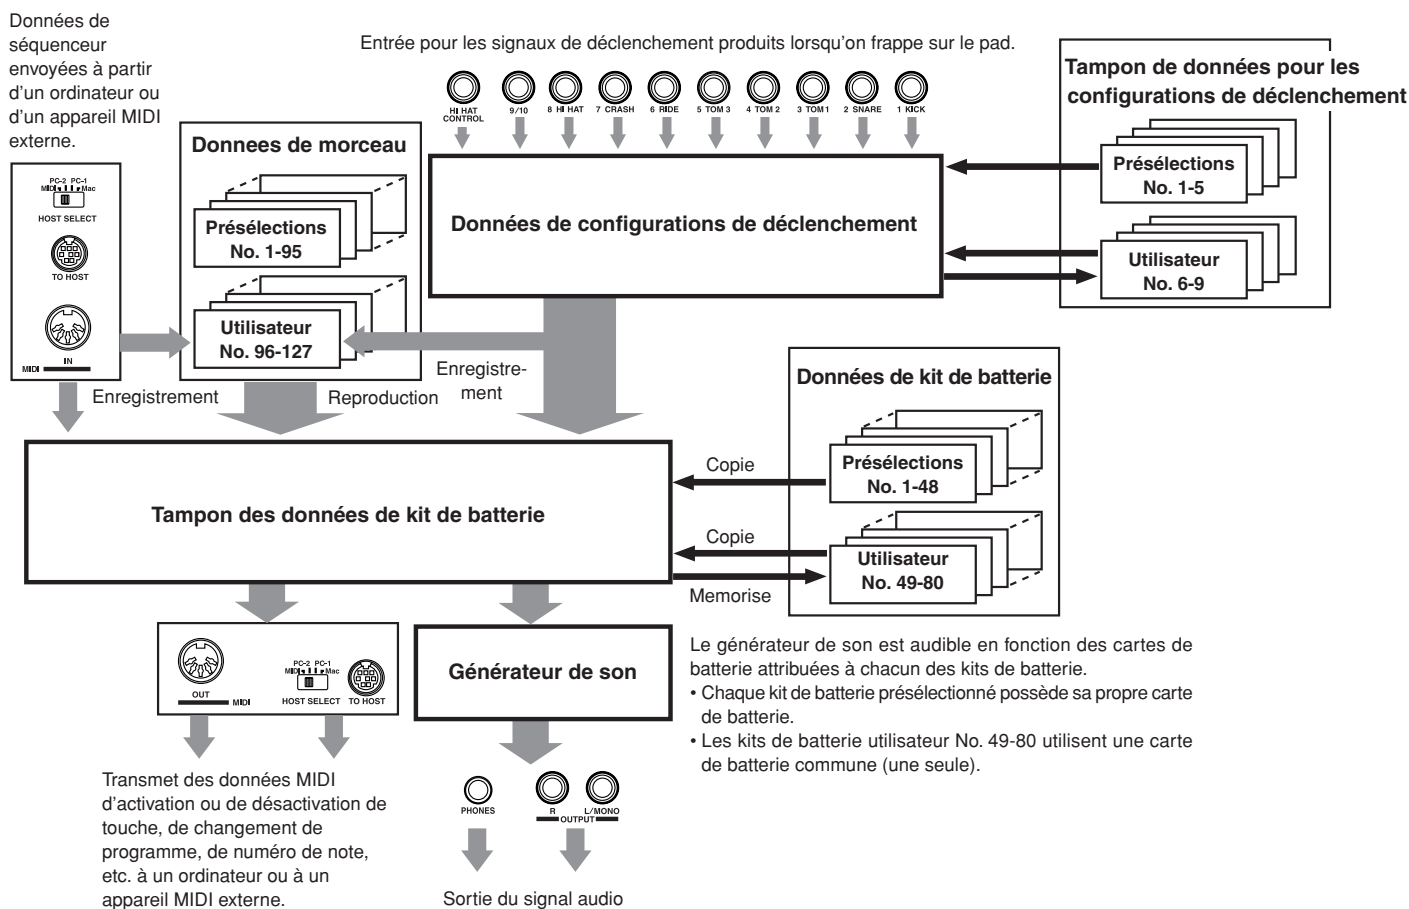 Données de
séquenceur
envoyées à partir
d'un ordinateur ou
d'un appareil MIDI
externe.
Entrée pour les signaux de déclenchement produits lorsqu'on frappe sur le pad.
HI HAT
CONTROL
9/10
8 HI HAT
7 CRASH
6 RIDE
5 TOM 3
4 TOM 2
3 TOM 1
2 SNARE
1 KICK
Tampon de données pour les
configurations de déclenchement
Présélections
No. 1-5
Utilisateur
No. 6-9
PC-2 PC-1
MIDI Mac
HOST SELECT
TO HOST
IN
MIDI
Donnees de morceau
Présélections
No. 1-95
Utilisateur
No. 96-127
Données de configurations de déclenchement
Enregistrement
Reproduction
Enregistre-
ment
Données de kit de batterie
Présélections
No. 1-48
Utilisateur
No. 49-80
Copie
Copie
Memorise
Tampon des données de kit de batterie
OUT
MIDI
PC-2 PC-1
MIDI Mac
HOST SELECT
TO HOST
Générateur de son
Le générateur de son est audible en fonction des cartes de
batterie attribuées à chacun des kits de batterie.
• Chaque kit de batterie présélectionné possède sa propre carte
de batterie.
• Les kits de batterie utilisateur No. 49-80 utilisent une carte
de batterie commune (une seule).
Transmet des données MIDI
d'activation ou de désactivation de
touche, de changement de
programme, de numéro de note,
etc. à un ordinateur ou à un
appareil MIDI externe.
PHONES
R
L/MONO
OUTPUT
Sortie du signal audio